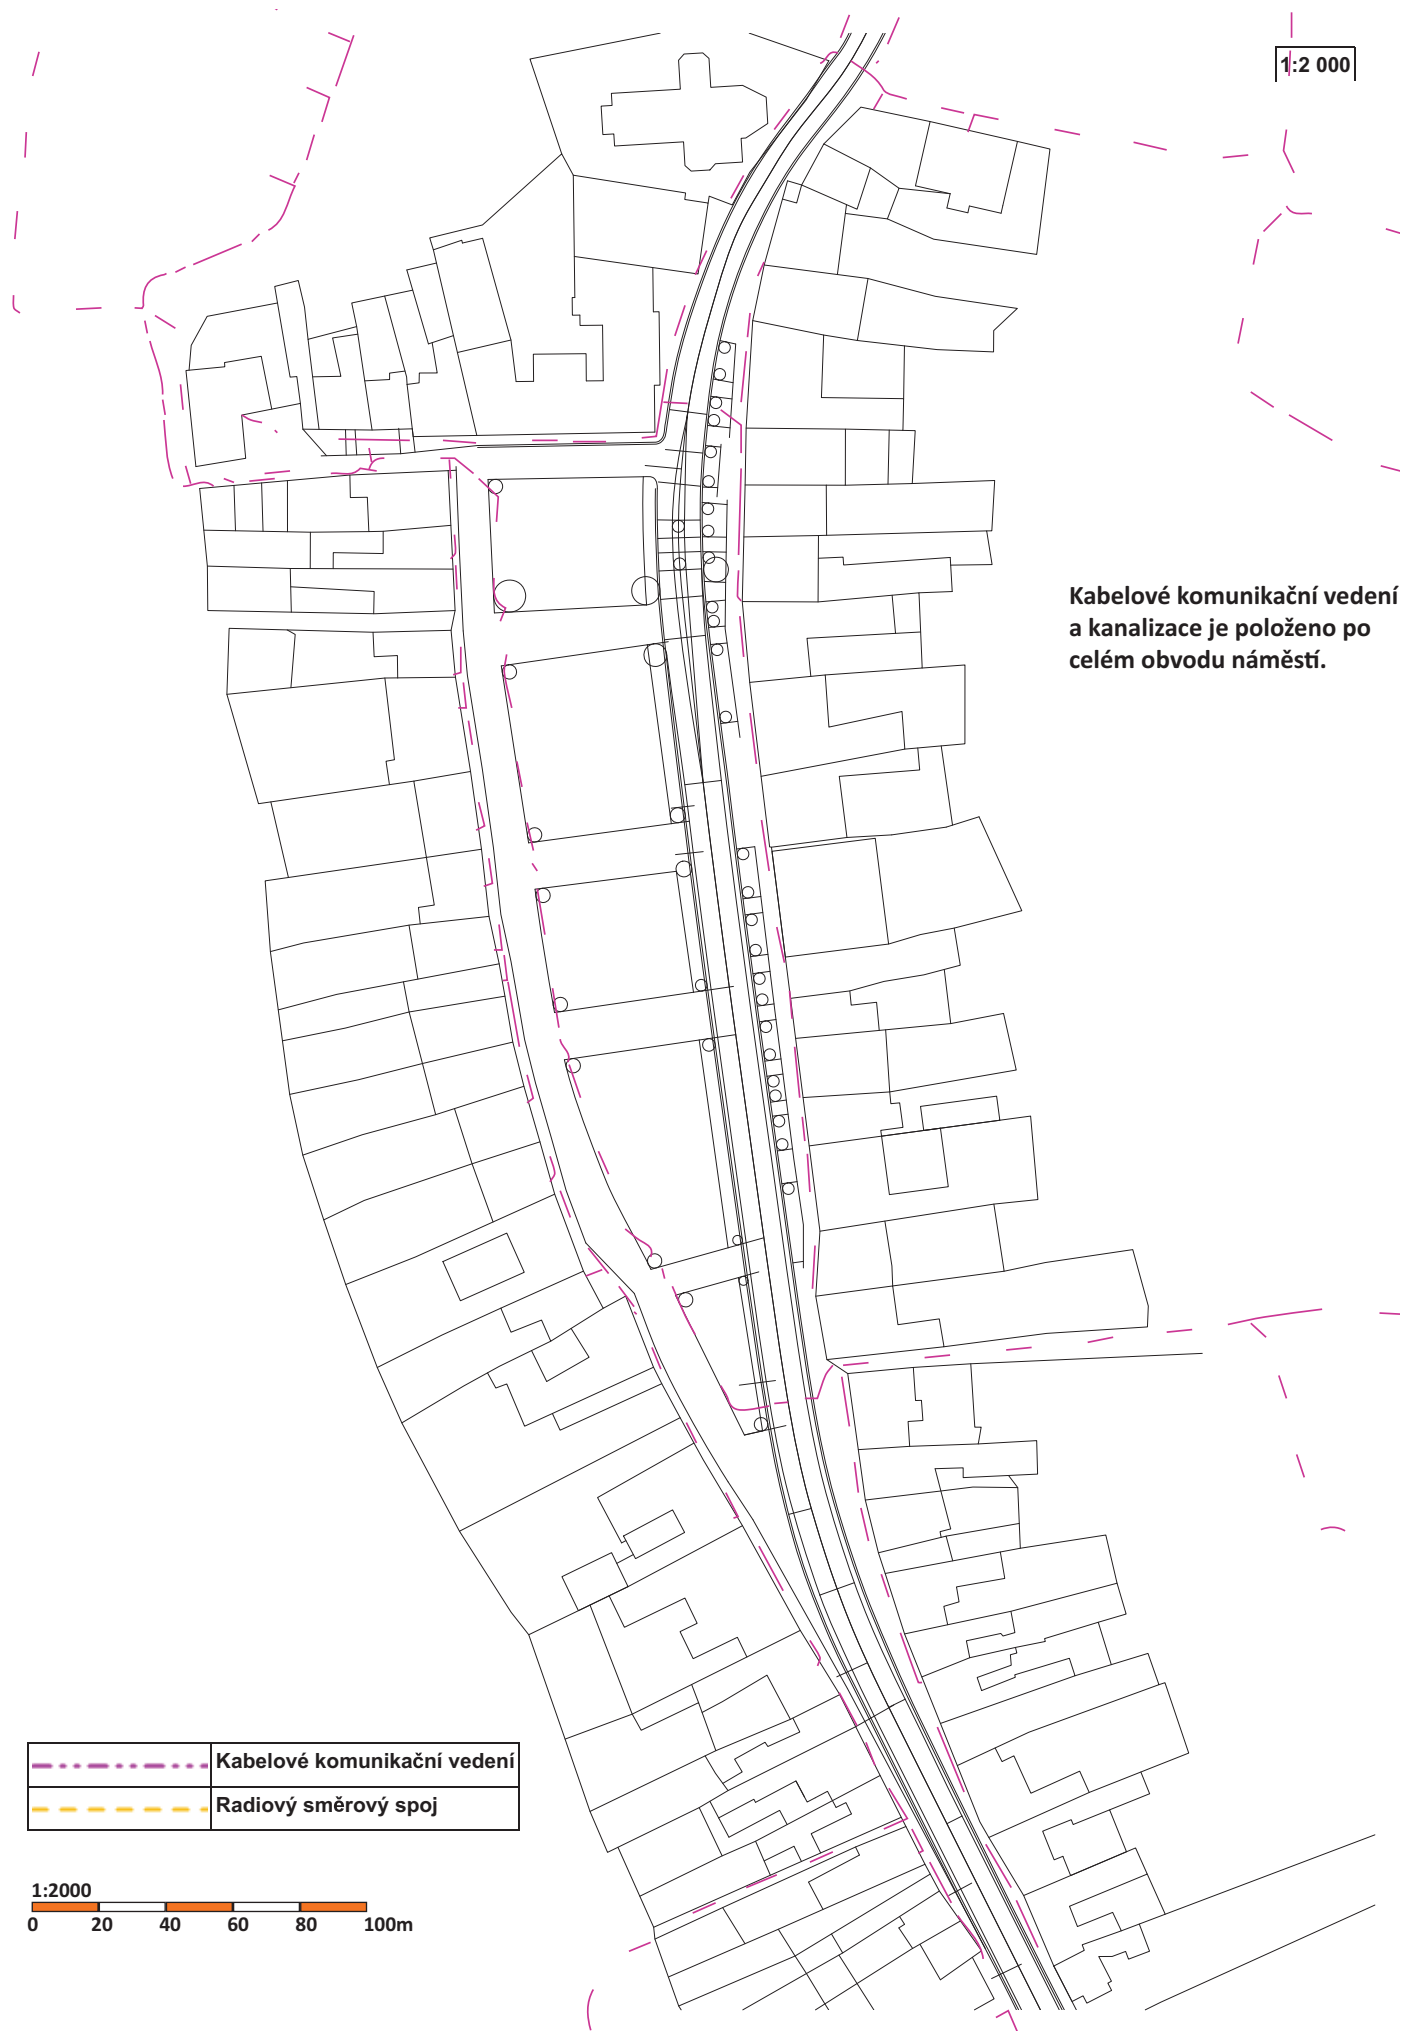 1:2 000
Kabelové komunikační vedení
a kanalizace je položeno po
celém obvodu náměstí.
Kabelové komunikační vedení
Radiový směrový spoj
1:2000
0 20 40 60 80 100m